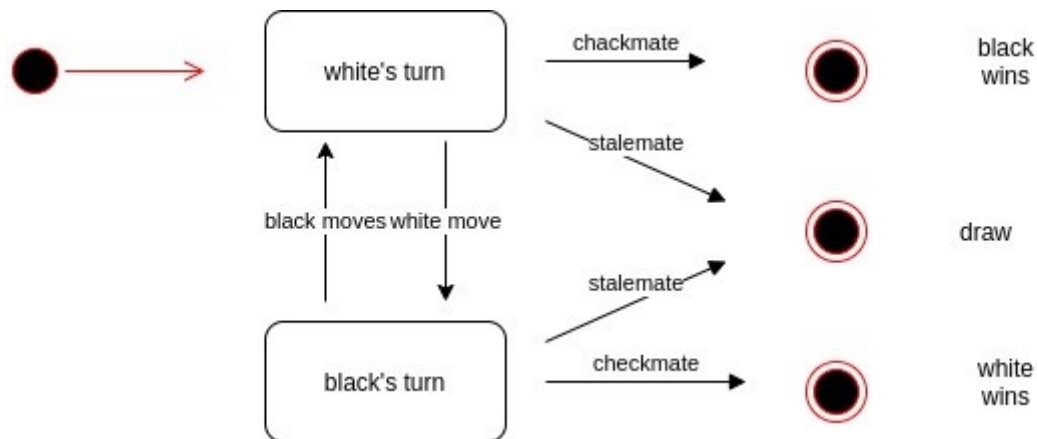 chackmate
black
wins
white's turn
stalemate
black moves
white move
draw
stalemate
checkmate
black's turn
white
wins